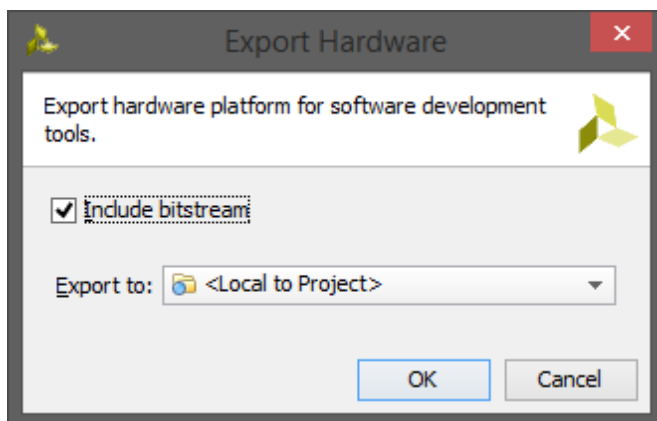 Export Hardware
Export hardware platform for software development
tools.
Include bitstream
Export to: <Local to Project>
OK Cancel